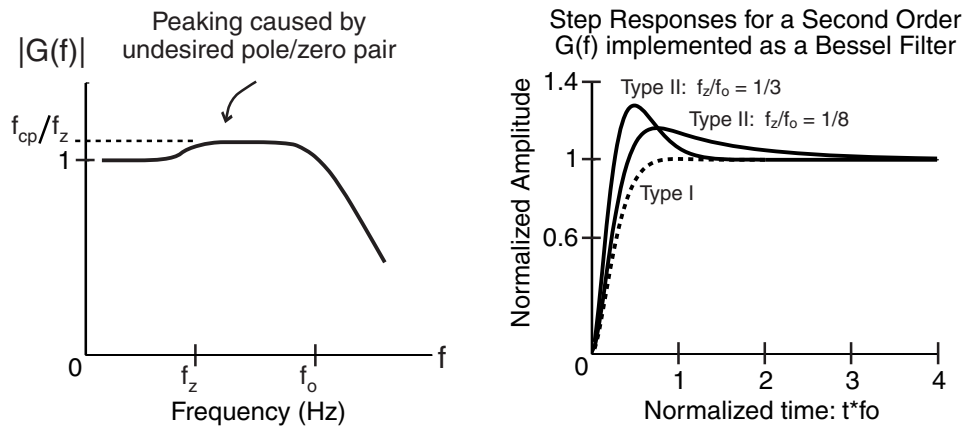 Peaking caused by
undesired pole/zero pair
|G(f)|
f_cp/f_z
1
0
f_z
f_o
f
Frequency (Hz)
Step Responses for a Second Order
G(f) implemented as a Bessel Filter
Normalized Amplitude
1.4
1
0.6
0
Type II: f_z/f_o = 1/3
Type II: f_z/f_o = 1/8
Type I
1
2
3
4
Normalized time: t*fo